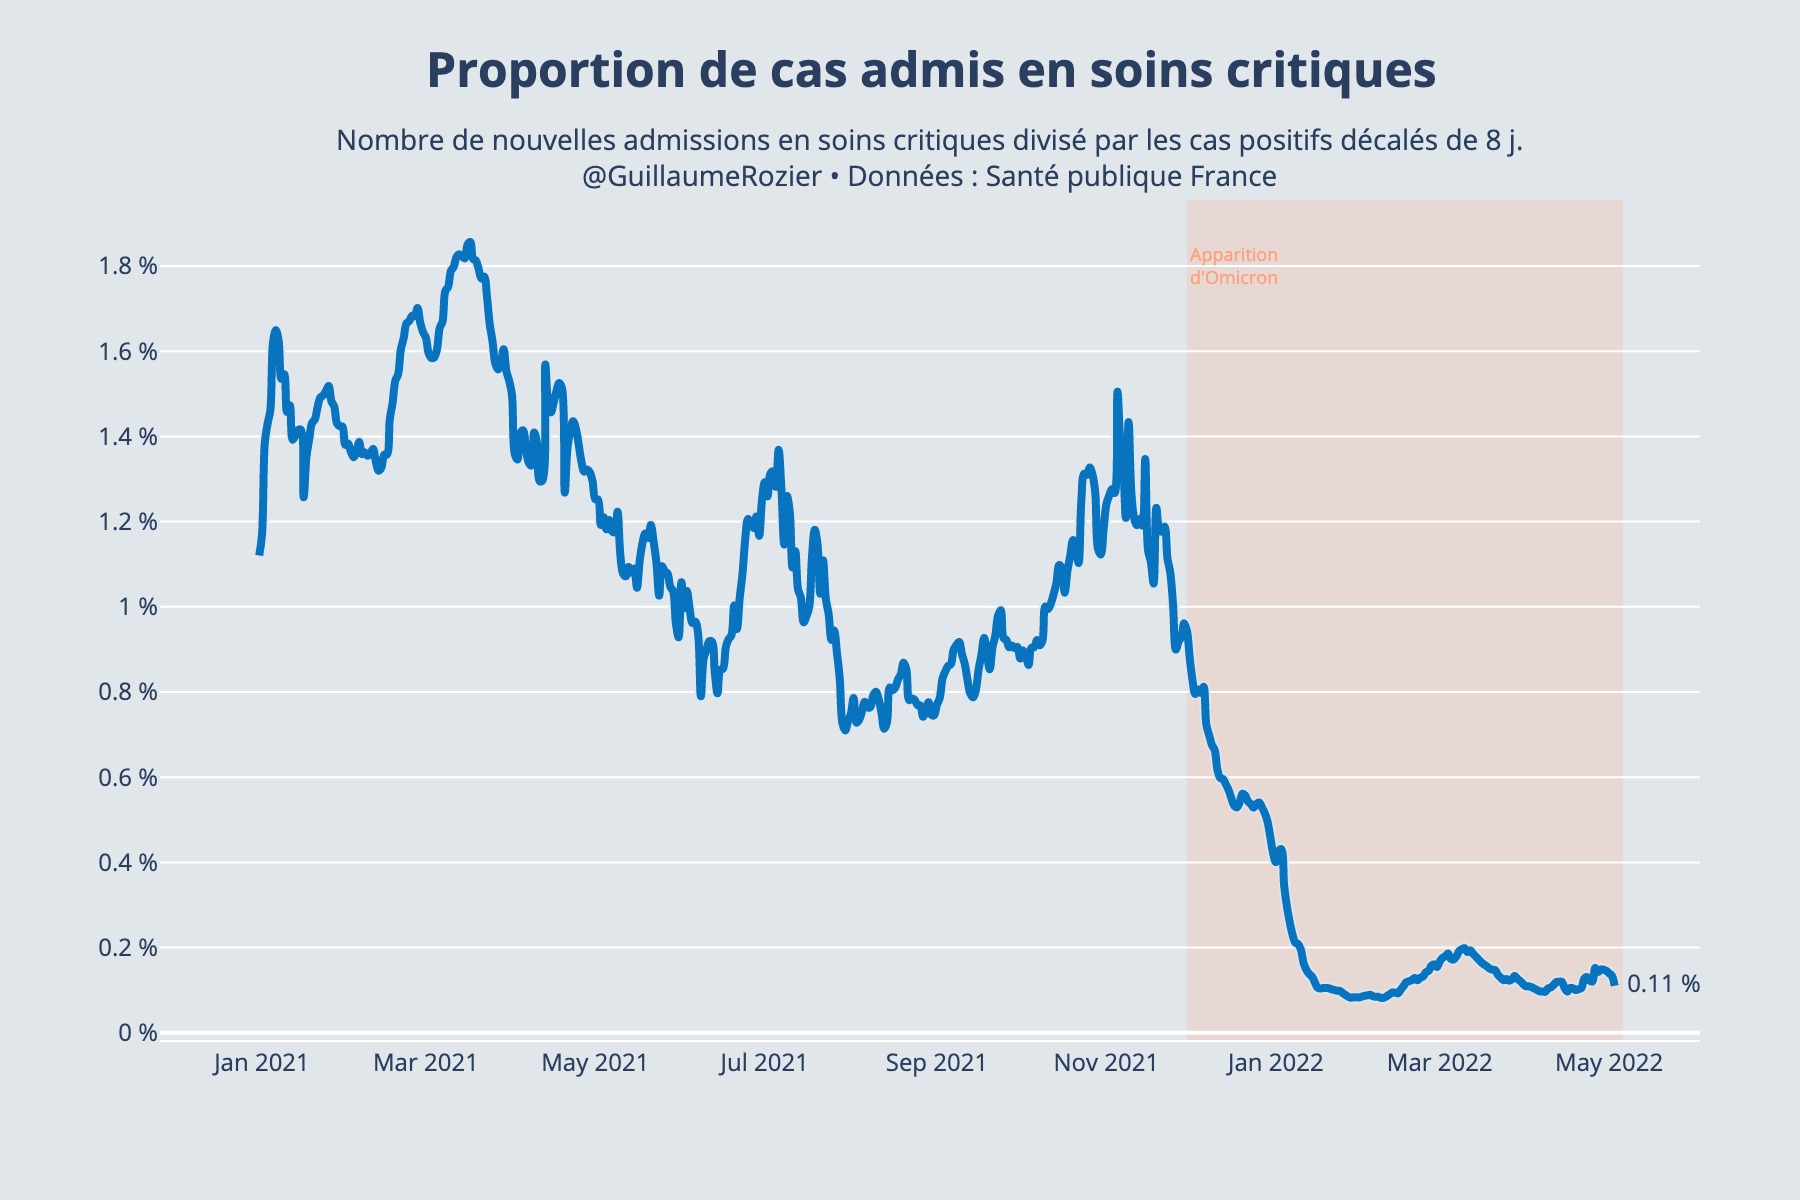 Proportion de cas admis en soins critiques
Nombre de nouvelles admissions en soins critiques divisé par les cas positifs décalés de 8 j.
@GuillaumeRozier • Données : Santé publique France
Apparition
d'Omicron
1.8 %
1.6 %
1.4 %
1.2 %
1 %
0.8 %
0.6 %
0.4 %
0.2 %
0 %
0.11 %
Jan 2021
Mar 2021
May 2021
Jul 2021
Sep 2021
Nov 2021
Jan 2022
Mar 2022
May 2022